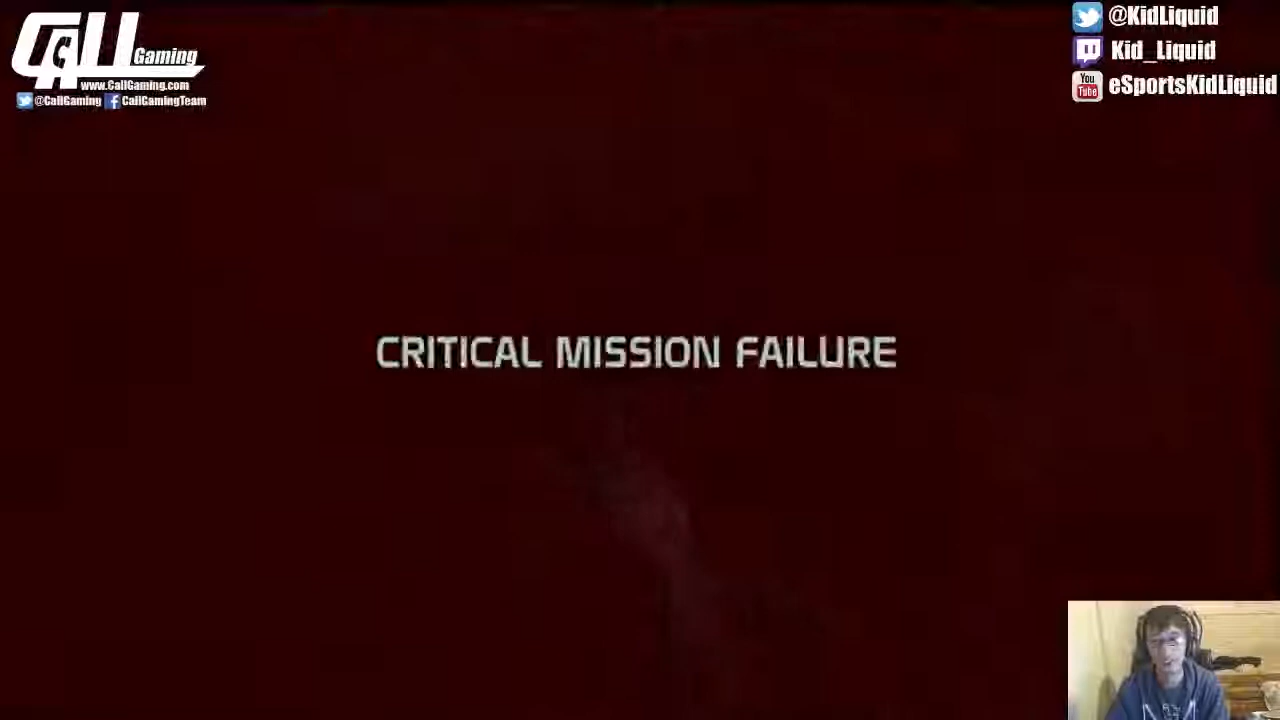 CALL Gaming
www.CallGaming.com
@CallGaming CallGamingTeam
@KidLiquid
Kid_Liquid
You Tube eSportsKidLiquid
CRITICAL MISSION FAILURE